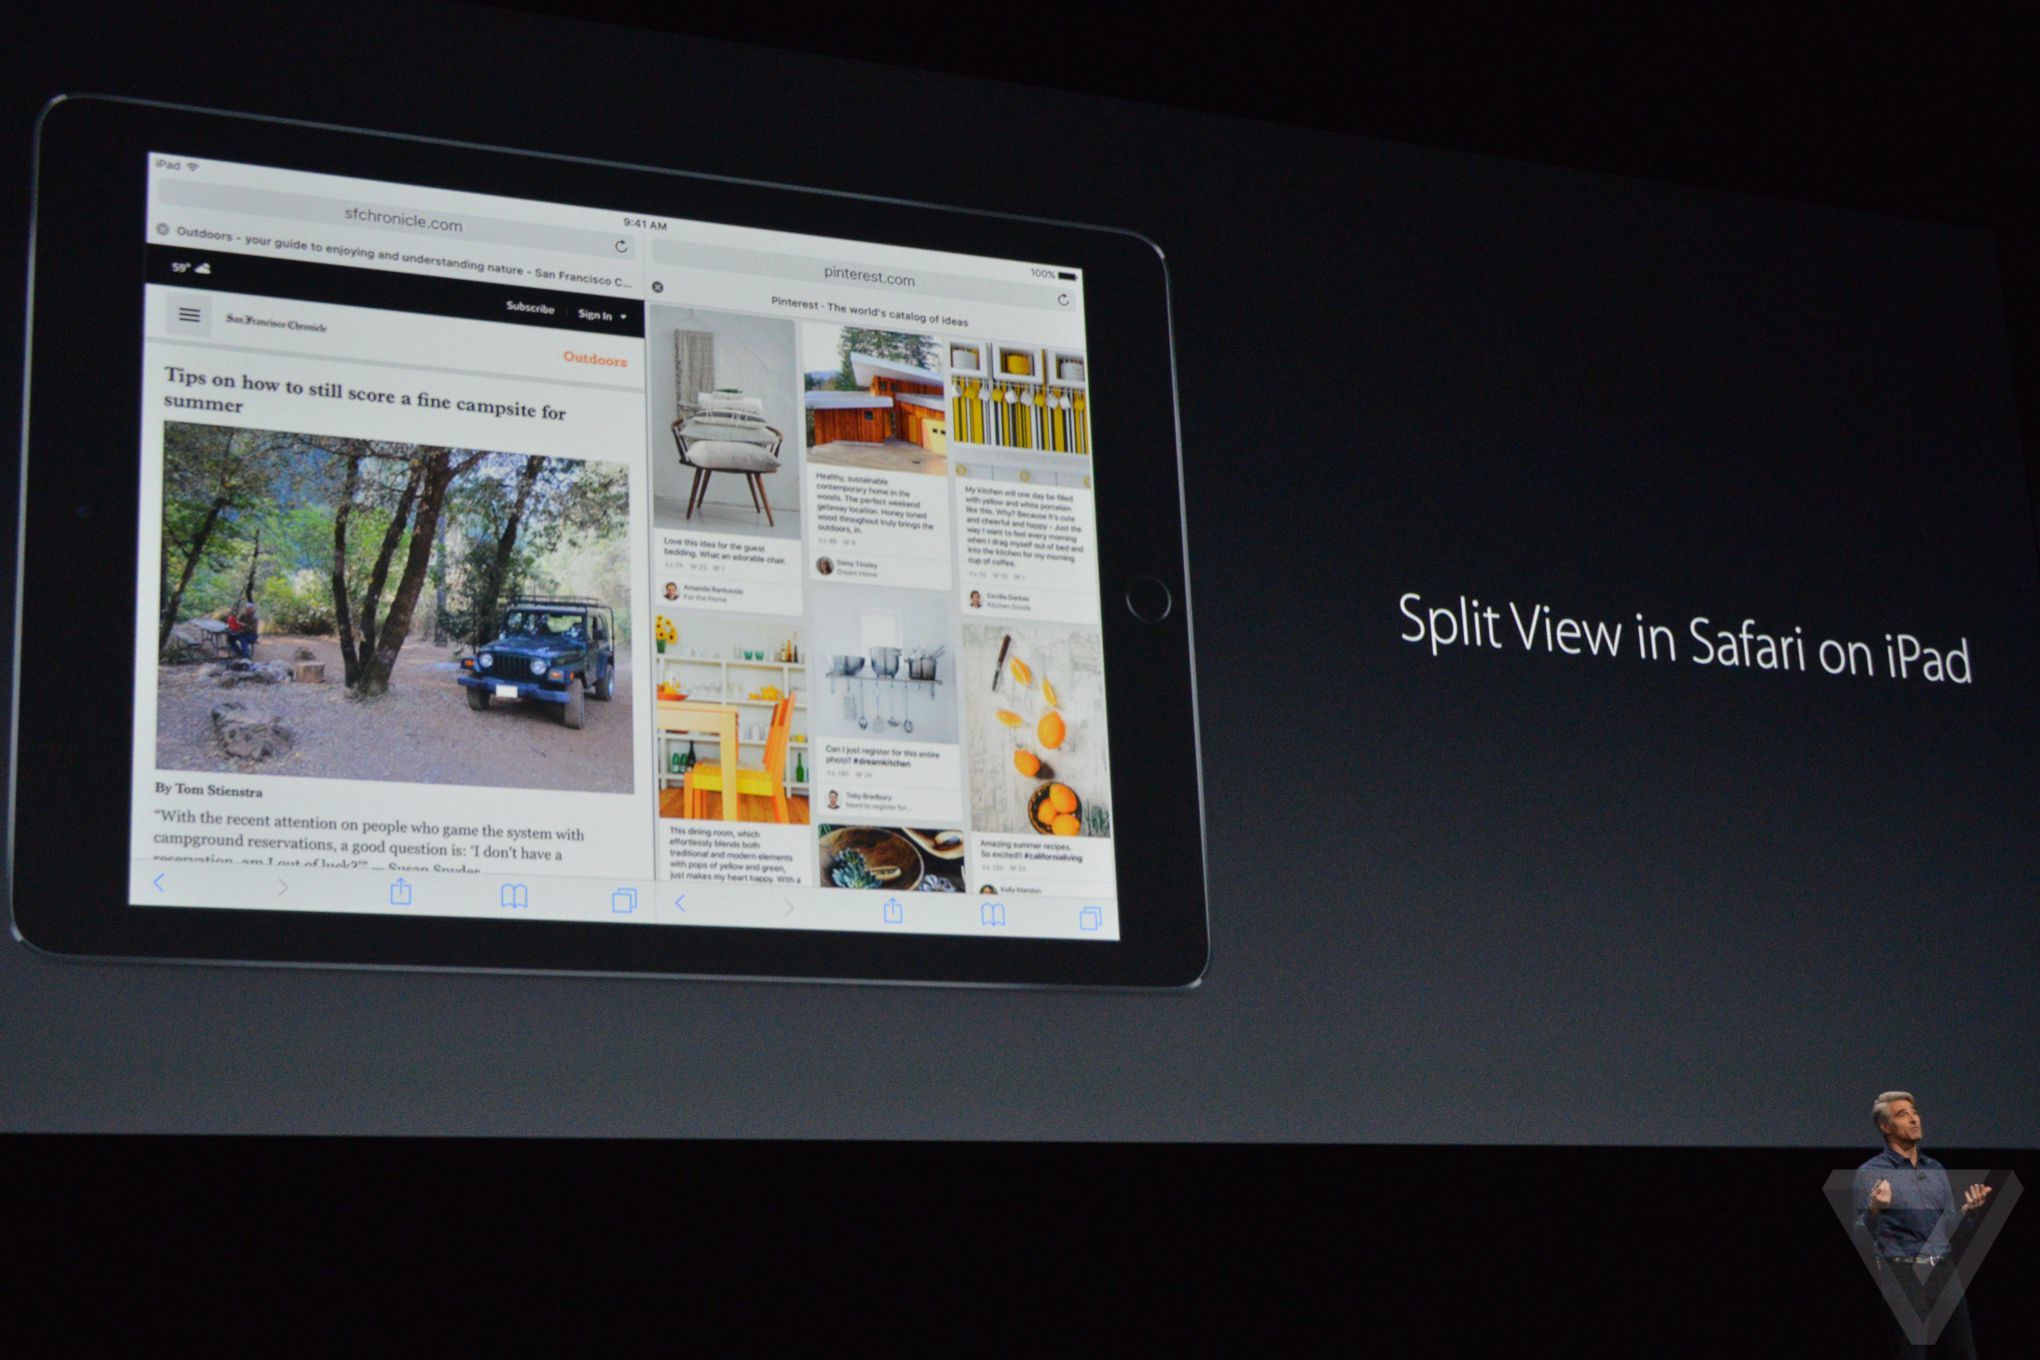 iPad
9:41 AM
100%
sfchronicle.com
Outdoors - your guide to enjoying and understanding nature - San Francisco C...
59°
Subscribe
Sign In
San Francisco Chronicle
Outdoors
Tips on how to still score a fine campsite for
summer
By Tom Stienstra
“With the recent attention on people who game the system with
campground reservations, a good question is: ‘I don't have a
reservation, am I out of luck?’” — Susan Snyder
pinterest.com
Pinterest · The world's catalog of ideas
Love this idea for the guest
bedding. What an adorable chair.
Amanda
For the Home
This dining room, which
effortlessly blends both
traditional and modern elements
with pops of yellow and green,
just makes my heart happy. With a
Healthy, sustainable
contemporary home in the
woods. The perfect weekend
getaway location. Honey toned
wood throughout truly brings the
outdoors, in.
Daisy Tinsley
Dream Home
Can I just register for this entire
photo? #dreamkitchen
Toby Bradbury
Need to register for...
My kitchen will one day be filled
with yellow and white porcelain
like this. Why? Because it's cute
and cheerful and happy - Just the
way I want to feel every morning
when I drag myself out of bed and
into the kitchen for my morning
cup of coffee.
Cecilia Dantas
Kitchen Goods
Amazing summer recipes.
So excited!! #californialiving
Kelly Mandon
Split View in Safari on iPad